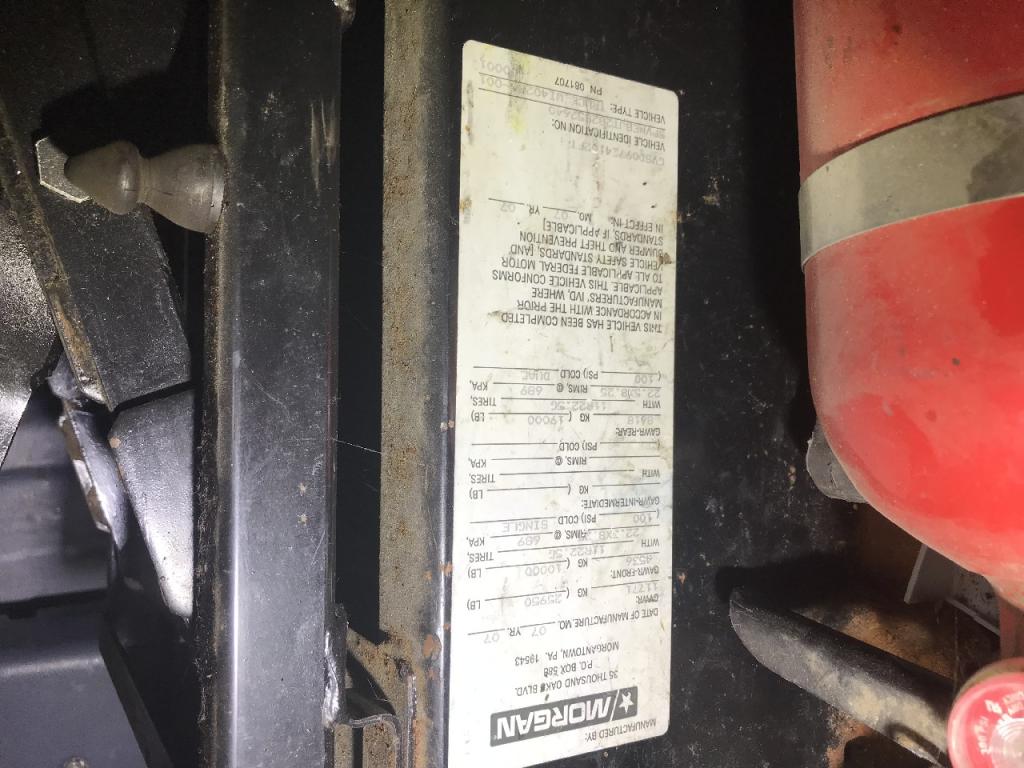 MANUFACTURED BY:
MORGAN
35 THOUSAND OAKS BLVD.
P.O. BOX 588
MORGANTOWN, PA. 19543
DATE OF MANUFACTURE MO. 07 YR. 07
GVWR:
11771 KG ( 25950 LB)
GAWR-FRONT:
4536 KG ( 10000 LB)
WITH 11R22.5G TIRES,
RIMS, @ 689 KPA,
( 100 PSI) COLD SINGLE
GAWR-INTERMEDIATE:
KG ( LB)
WITH TIRES,
RIMS, @ KPA
( PSI) COLD
GAWR-REAR:
8618 KG ( 19000 LB)
WITH 11R22.5G TIRES,
22.5X8.25 RIMS, @ 689 KPA,
( 100 PSI) COLD DUAL
THIS VEHICLE HAS BEEN COMPLETED
IN ACCORDANCE WITH THE PRIOR
MANUFACTURERS', IVD, WHERE
APPLICABLE. THIS VEHICLE CONFORMS
TO ALL APPLICABLE FEDERAL MOTOR
VEHICLE SAFETY STANDARDS, [AND
BUMPER AND THEFT PREVENTION
STANDARDS, IF APPLICABLE]
IN EFFECT IN: MO. 07 YR. 07
VEHICLE IDENTIFICATION NO:
VEHICLE TYPE: TRUCK
PN 061707